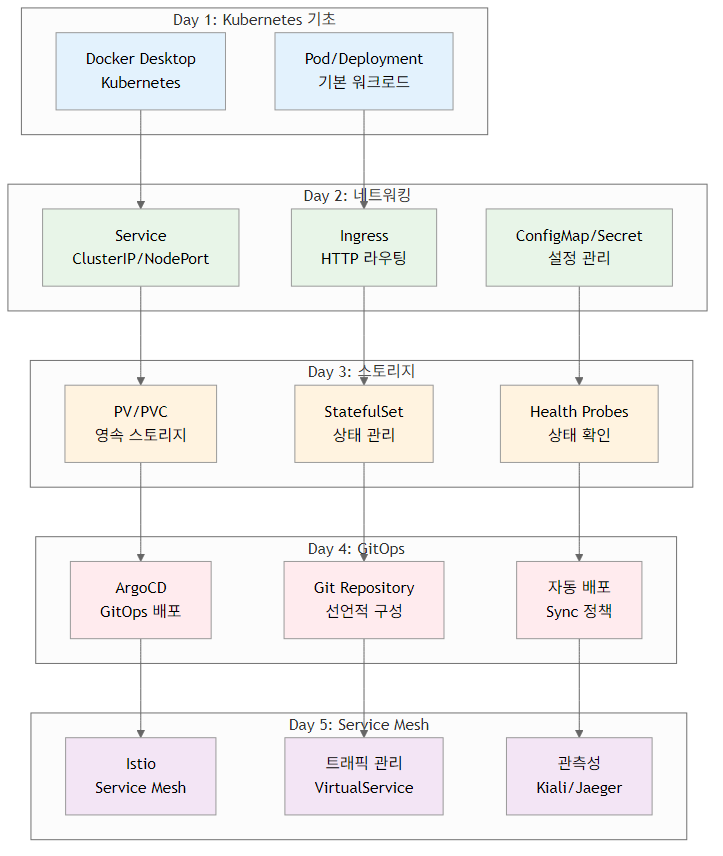 Day 1: Kubernetes 기초
Docker Desktop
Kubernetes
Pod/Deployment
기본 워크로드
Day 2: 네트워킹
Service
ClusterIP/NodePort
Ingress
HTTP 라우팅
ConfigMap/Secret
설정 관리
Day 3: 스토리지
PV/PVC
영속 스토리지
StatefulSet
상태 관리
Health Probes
상태 확인
Day 4: GitOps
ArgoCD
GitOps 배포
Git Repository
선언적 구성
자동 배포
Sync 정책
Day 5: Service Mesh
Istio
Service Mesh
트래픽 관리
VirtualService
관측성
Kiali/Jaeger